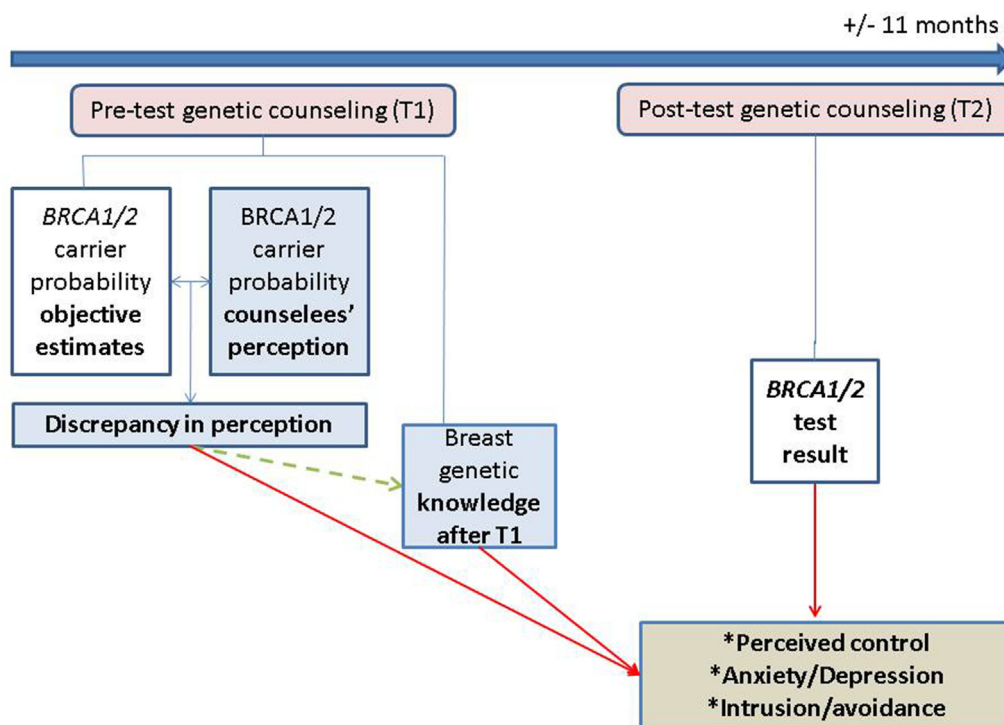 +/- 11 months
Pre-test genetic counseling (T1)
Post-test genetic counseling (T2)
BRCA1/2
carrier
probability
objective
estimates
BRCA1/2
carrier
probability
counselees’
perception
Discrepancy in perception
Breast
genetic
knowledge
after T1
BRCA1/2
test
result
*Perceived control
*Anxiety/Depression
*Intrusion/avoidance